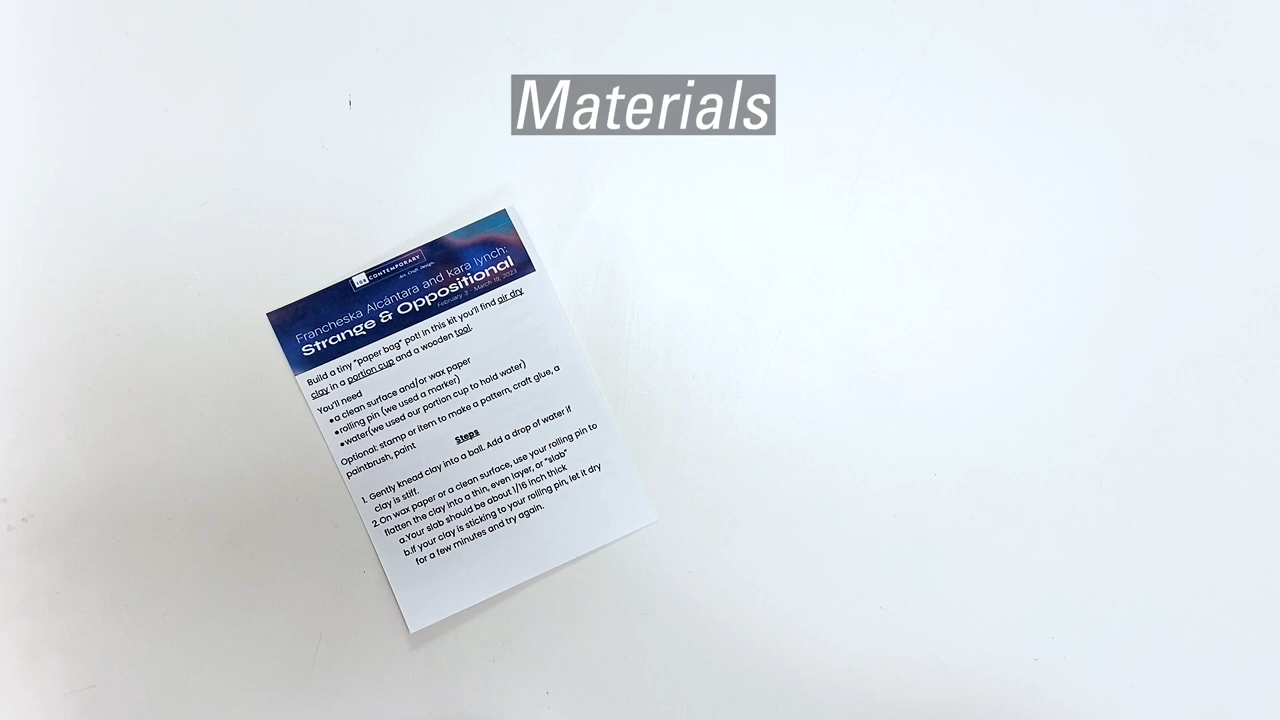 Materials
108 CONTEMPORARY
Art. Craft. Design.
Francheska Alcántara and kara lynch:
Strange & Oppositional
February 3 - March 19, 2023
Build a tiny "paper bag" pot! In this kit you'll find air dry
clay in a portion cup and a wooden tool.
You'll need
•a clean surface and/or wax paper
•rolling pin (we used a marker)
•water(we used our portion cup to hold water)
Optional: stamp or item to make a pattern, craft glue, a
paintbrush, paint
Steps
1. Gently knead clay into a ball. Add a drop of water if
clay is stiff.
2.On wax paper or a clean surface, use your rolling pin to
flatten the clay into a thin, even layer, or "slab"
a.Your slab should be about 1/16 inch thick
b.If your clay is sticking to your rolling pin, let it dry
for a few minutes and try again.